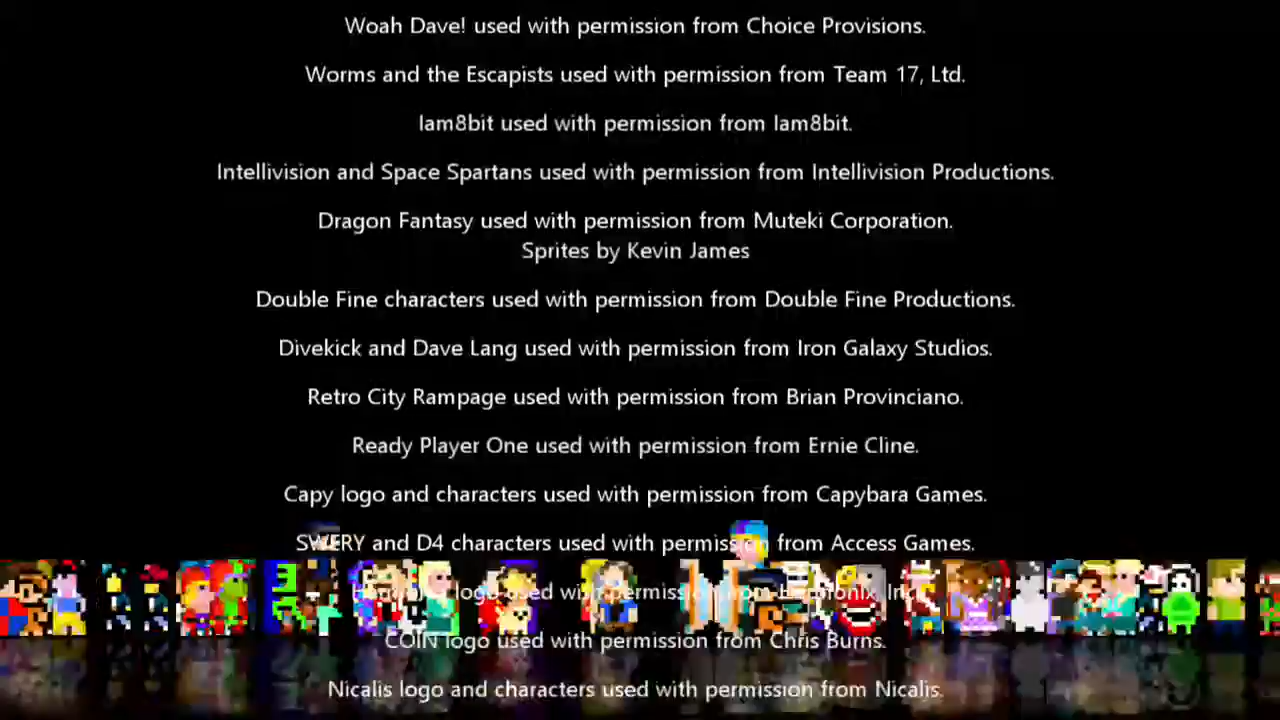 Woah Dave! used with permission from Choice Provisions.
Worms and the Escapists used with permission from Team 17, Ltd.
Iam8bit used with permission from Iam8bit.
Intellivision and Space Spartans used with permission from Intellivision Productions.
Dragon Fantasy used with permission from Muteki Corporation.
Sprites by Kevin James
Double Fine characters used with permission from Double Fine Productions.
Divekick and Dave Lang used with permission from Iron Galaxy Studios.
Retro City Rampage used with permission from Brian Provinciano.
Ready Player One used with permission from Ernie Cline.
Capy logo and characters used with permission from Capybara Games.
SWERY and D4 characters used with permission from Access Games.
logo used with permission from
COIN logo used with permission from Chris Burns.
Nicalis logo and characters used with permission from Nicalis.